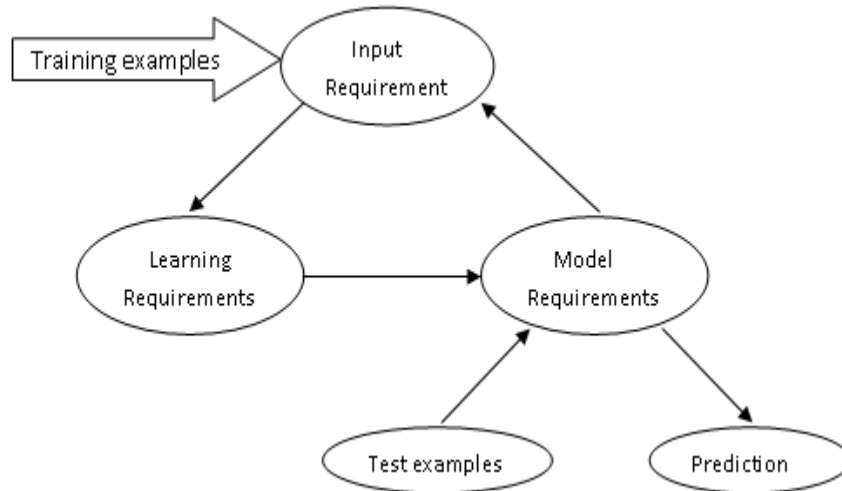 Training examples
Input
Requirement
Learning
Requirements
Model
Requirements
Test examples
Prediction